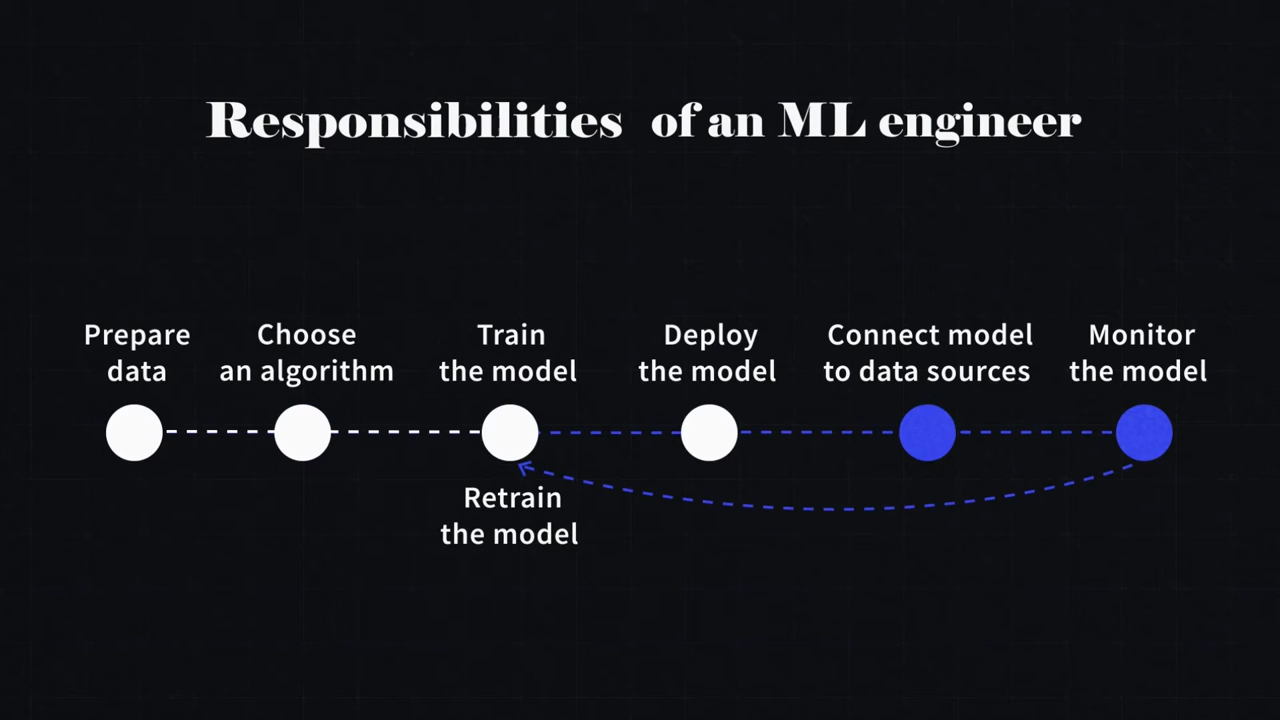 Responsibilities of an ML engineer
Prepare
data
Choose
an algorithm
Train
the model
Deploy
the model
Connect model
to data sources
Monitor
the model
Retrain
the model